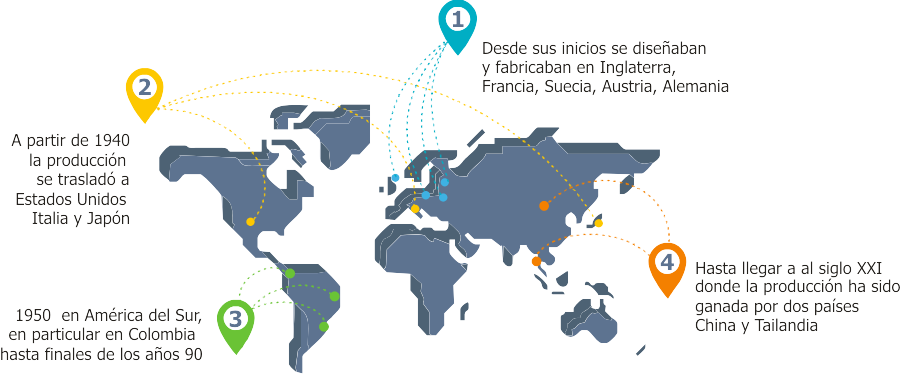 1
Desde sus inicios se diseñaban
y fabricaban en Inglaterra,
Francia, Suecia, Austria, Alemania
2
A partir de 1940
la producción
se trasladó a
Estados Unidos
Italia y Japón
3
1950 en América del Sur,
en particular en Colombia
hasta finales de los años 90
4
Hasta llegar a al siglo XXI
donde la producción ha sido
ganada por dos países
China y Tailandia